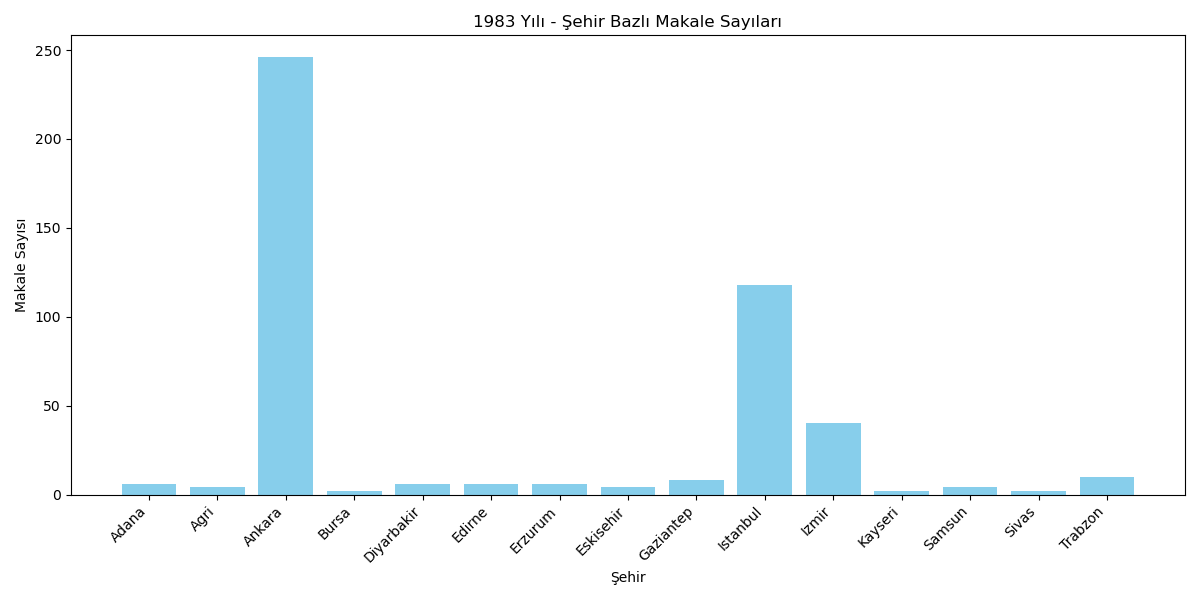 1983 Yılı - Şehir Bazlı Makale Sayıları
Makale Sayısı
250
200
150
100
50
0
Adana
Agri
Ankara
Bursa
Diyarbakir
Edirne
Erzurum
Eskisehir
Gaziantep
Istanbul
Izmir
Kayseri
Samsun
Sivas
Trabzon
Şehir